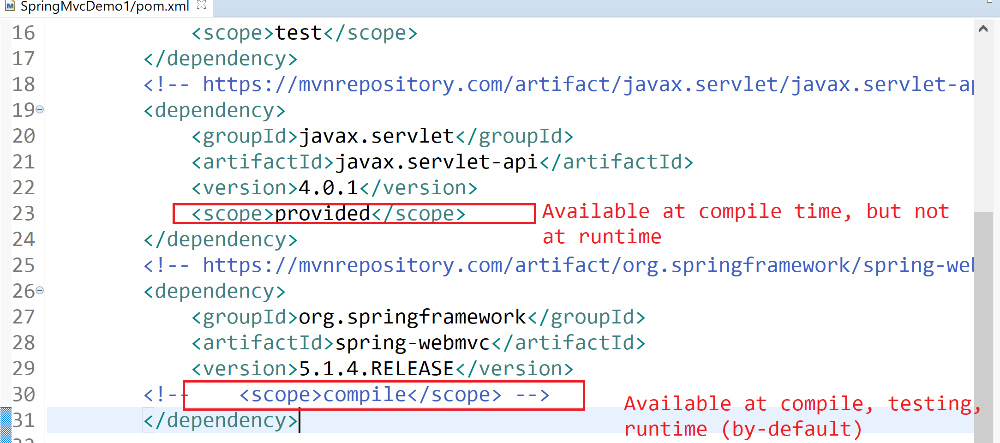 SpringMvcDemo1/pom.xml
16 <scope>test</scope>
17 </dependency>
18 <!-- https://mvnrepository.com/artifact/javax.servlet/javax.servlet-ap
19 <dependency>
20 <groupId>javax.servlet</groupId>
21 <artifactId>javax.servlet-api</artifactId>
22 <version>4.0.1</version>
23 <scope>provided</scope>
Available at compile time, but not
at runtime
24 </dependency>
25 <!-- https://mvnrepository.com/artifact/org.springframework/spring-web
26 <dependency>
27 <groupId>org.springframework</groupId>
28 <artifactId>spring-webmvc</artifactId>
29 <version>5.1.4.RELEASE</version>
30 <!-- <scope>compile</scope> -->
Available at compile, testing,
runtime (by-default)
31 </dependency>